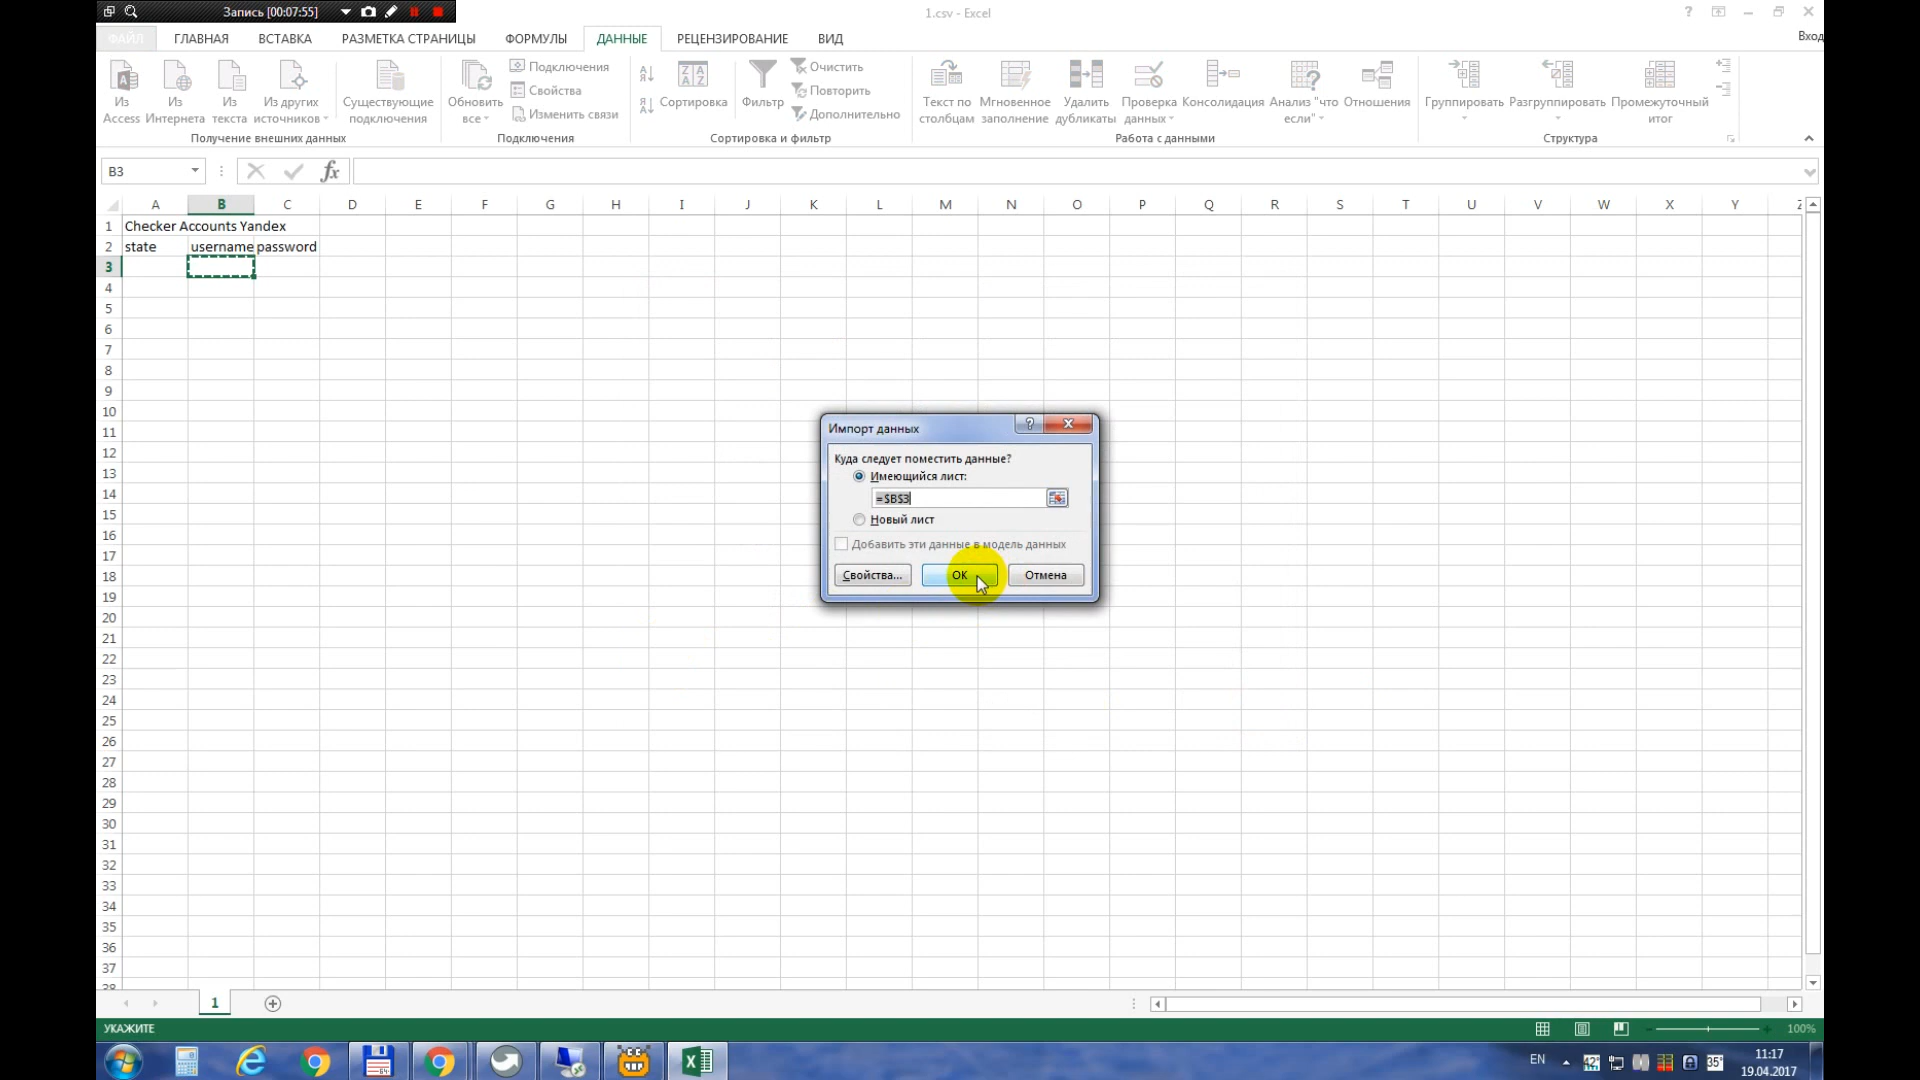 Запись [00:07:55]
1.csv - Excel
ФАЙЛ ГЛАВНАЯ ВСТАВКА РАЗМЕТКА СТРАНИЦЫ ФОРМУЛЫ ДАННЫЕ РЕЦЕНЗИРОВАНИЕ ВИД Вход
Из Access
Из Интернета
Из текста
Из других источников
Существующие подключения
Получение внешних данных
Обновить все
Подключения
Свойства
Изменить связи
Подключения
Сортировка
Фильтр
Очистить
Повторить
Дополнительно
Сортировка и фильтр
Текст по столбцам
Мгновенное заполнение
Удалить дубликаты
Проверка данных
Консолидация
Анализ "что если"
Отношения
Работа с данными
Группировать
Разгруппировать
Промежуточный итог
Структура
B3
fx
A B C D E F G H I J K L M N O P Q R S T U V W X Y
1 Checker Accounts Yandex
2 state username password
3
4
5
6
7
8
9
10
11
12
13
14
15
16
17
18
19
20
21
22
23
24
25
26
27
28
29
30
31
32
33
34
35
36
37
38
Импорт данных
Куда следует поместить данные?
Имеющийся лист:
=$B$3
Новый лист
Добавить эти данные в модель данных
Свойства... ОК Отмена
1
УКАЖИТЕ
100%
EN
42°
35°
11:17
19.04.2017